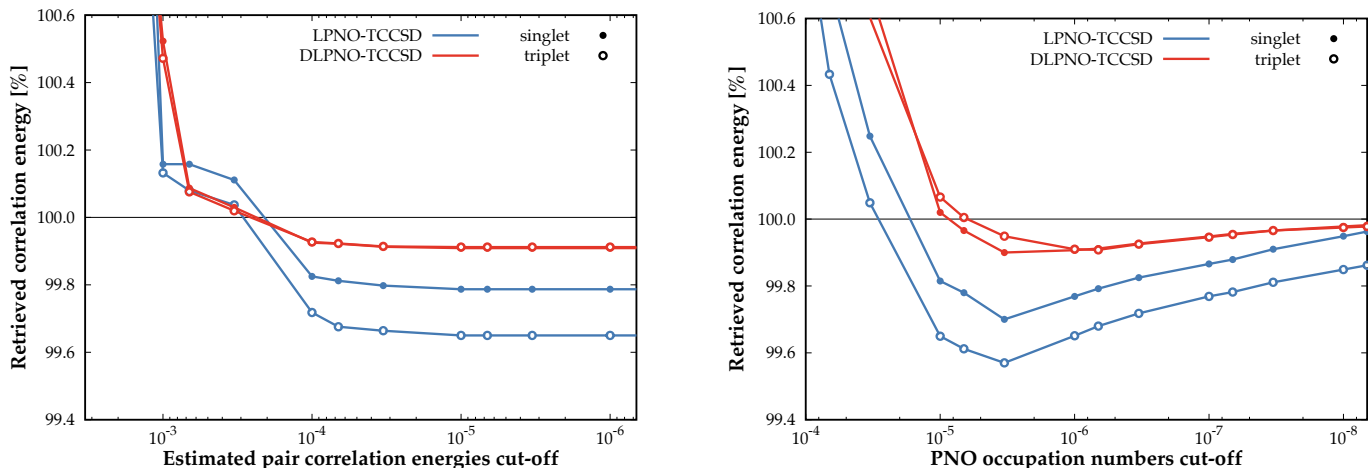 Retrieved correlation energy [%]
100.6
100.4
100.2
100.0
99.8
99.6
99.4
LPNO-TCCSD singlet
DLPNO-TCCSD triplet
10⁻³ 10⁻⁴ 10⁻⁵ 10⁻⁶
Estimated pair correlation energies cut-off
Retrieved correlation energy [%]
100.6
100.4
100.2
100.0
99.8
99.6
99.4
LPNO-TCCSD singlet
DLPNO-TCCSD triplet
10⁻⁴ 10⁻⁵ 10⁻⁶ 10⁻⁷ 10⁻⁸
PNO occupation numbers cut-off